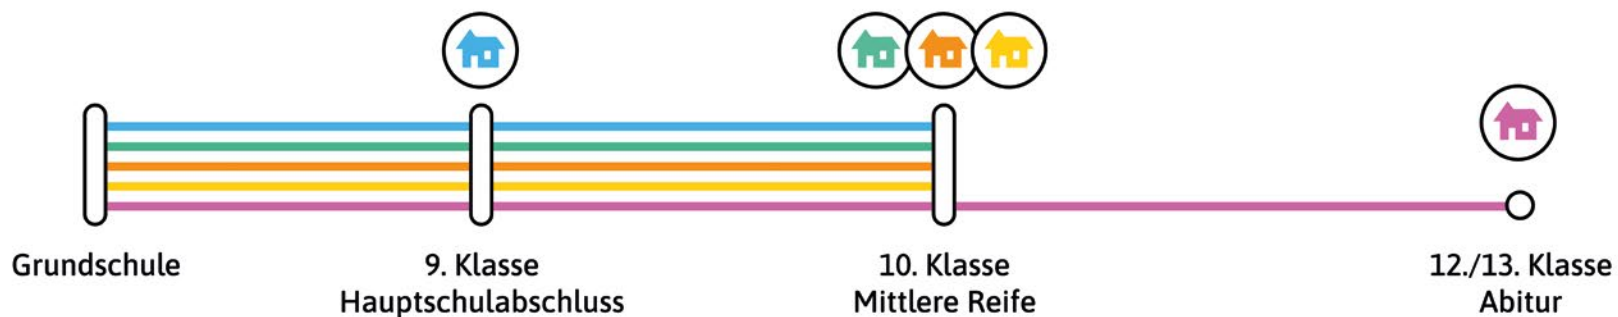 Grundschule
9. Klasse
Hauptschulabschluss
10. Klasse
Mittlere Reife
12./13. Klasse
Abitur